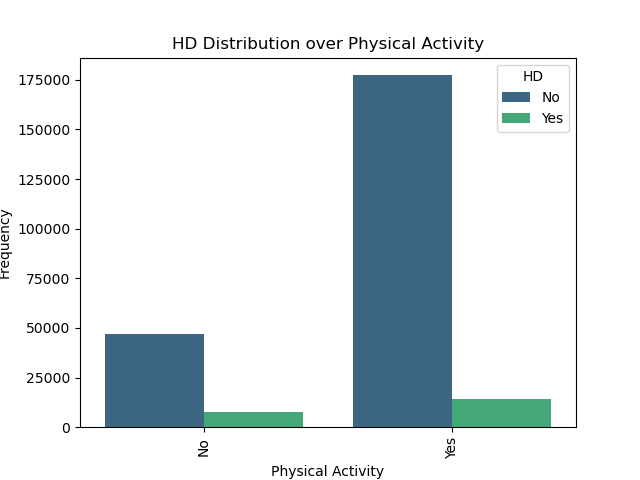 HD Distribution over Physical Activity
HD
No
Yes
175000
150000
125000
100000
75000
50000
25000
0
Frequency
No
Yes
Physical Activity